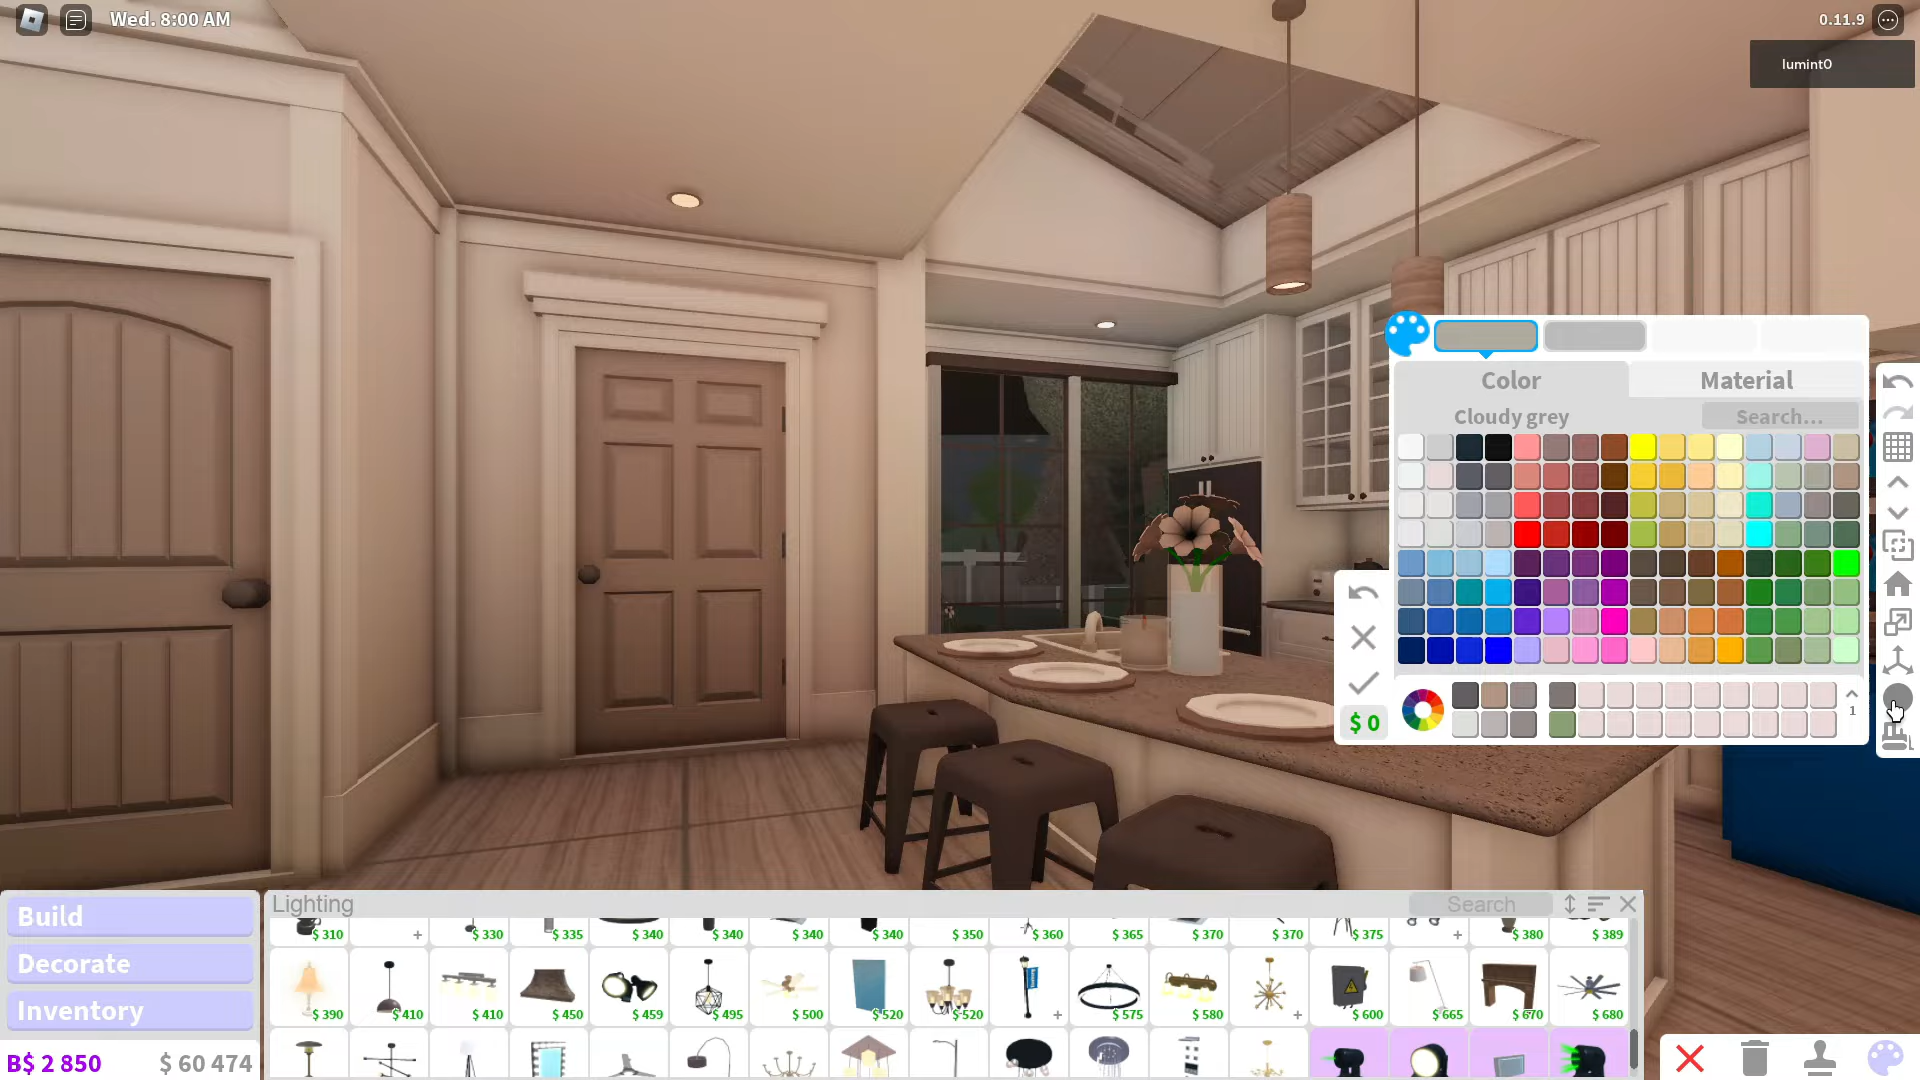 Wed. 8:00 AM
0.11.9
lumint0
Color
Material
Cloudy grey
Search...
1
$ 0
Build
Decorate
Inventory
B$ 2 850
$ 60 474
Lighting
Search
$ 310
+
$ 330
$ 335
$ 340
$ 340
$ 340
$ 340
$ 350
$ 360
$ 365
$ 370
$ 370
$ 375
+
$ 380
$ 389
$ 390
$ 410
$ 410
$ 450
$ 459
$ 495
$ 500
$ 520
$ 520
+
$ 575
$ 580
+
$ 600
$ 665
$ 670
$ 680